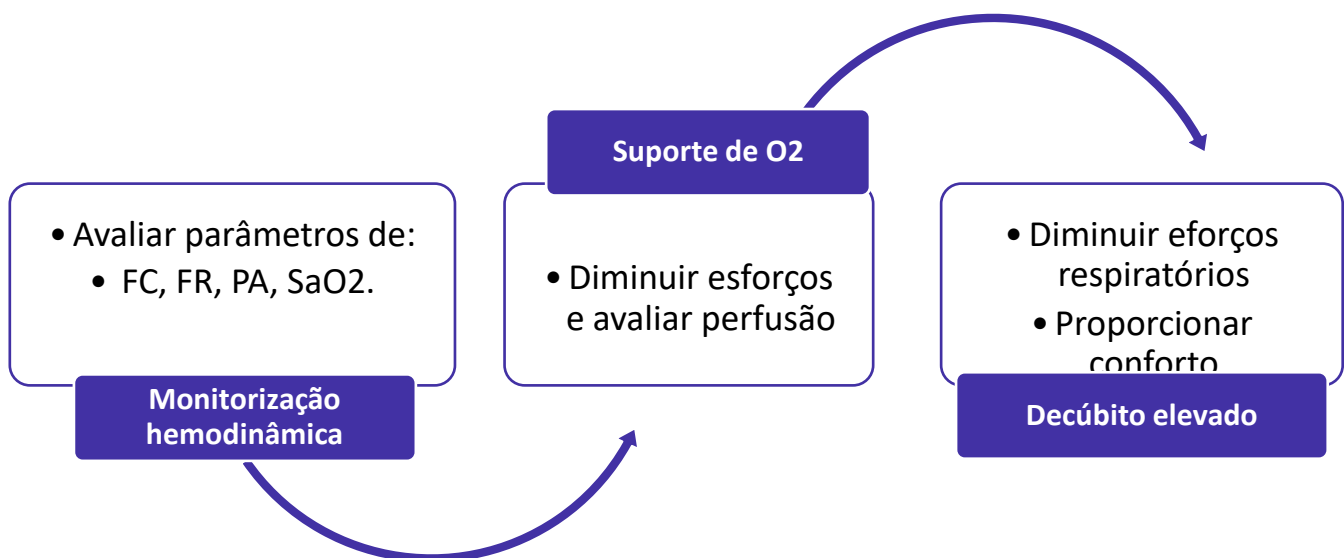 • Avaliar parâmetros de:
• FC, FR, PA, SaO2.
Monitorização
hemodinâmica
Suporte de O2
• Diminuir esforços
e avaliar perfusão
• Diminuir eforços
respiratórios
• Proporcionar
conforto
Decúbito elevado